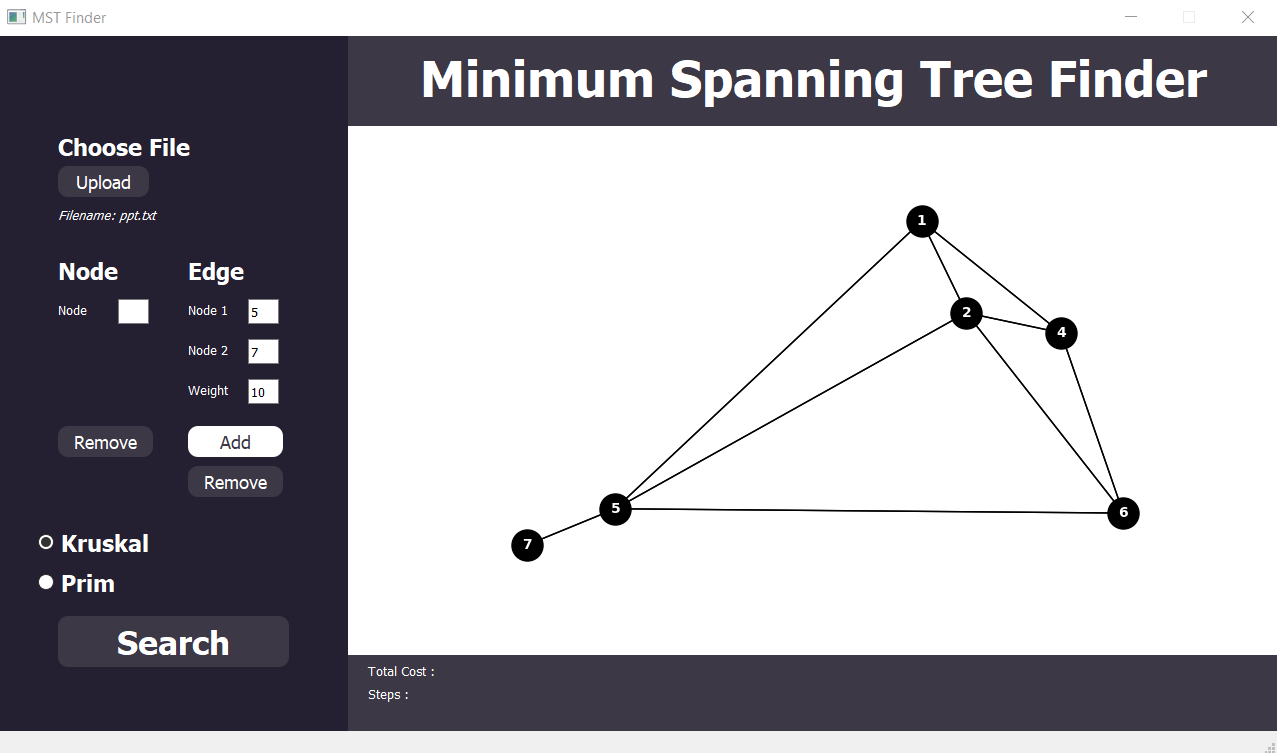 MST Finder
Minimum Spanning Tree Finder
Choose File
Upload
Filename: ppt.txt
Node
Edge
Node
Node 1 5
Node 2 7
Weight 10
Remove
Add
Remove
Kruskal
Prim
Search
1
2
4
5
6
7
Total Cost :
Steps :